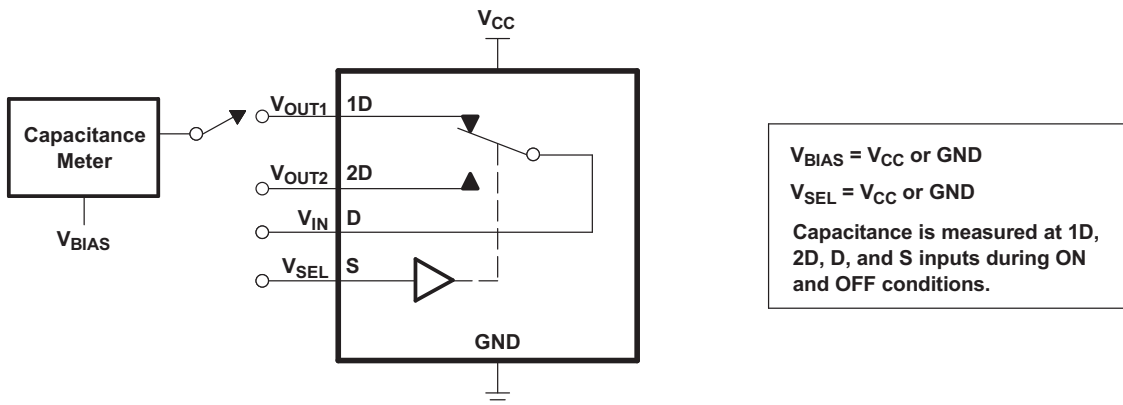 VCC
VOUT1 1D
Capacitance
Meter
VBIAS
VOUT2 2D
VIN D
VSEL S
GND
VBIAS = VCC or GND
VSEL = VCC or GND
Capacitance is measured at 1D,
2D, D, and S inputs during ON
and OFF conditions.